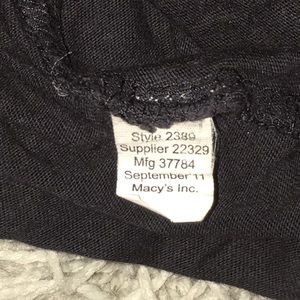 Style 2389
Supplier 22329
Mfg 37784
September 11
Macy's Inc.